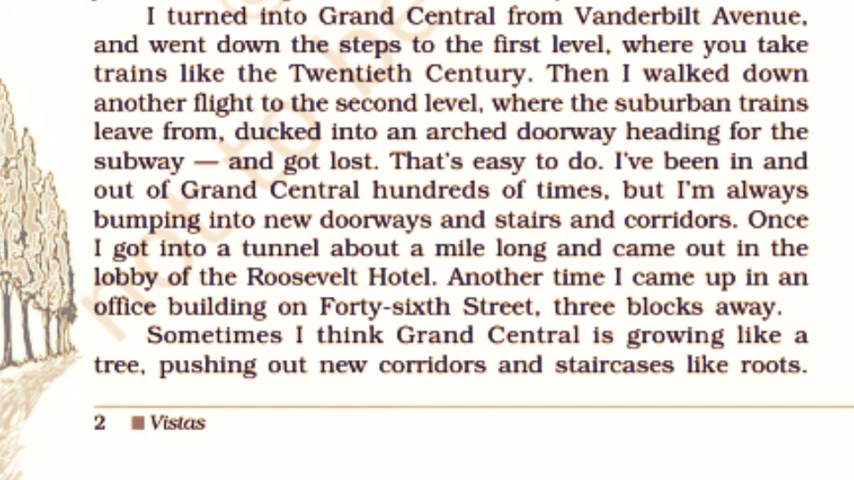 I turned into Grand Central from Vanderbilt Avenue,
and went down the steps to the first level, where you take
trains like the Twentieth Century. Then I walked down
another flight to the second level, where the suburban trains
leave from, ducked into an arched doorway heading for the
subway — and got lost. That's easy to do. I've been in and
out of Grand Central hundreds of times, but I'm always
bumping into new doorways and stairs and corridors. Once
I got into a tunnel about a mile long and came out in the
lobby of the Roosevelt Hotel. Another time I came up in an
office building on Forty-sixth Street, three blocks away.
Sometimes I think Grand Central is growing like a
tree, pushing out new corridors and staircases like roots.
2 ■ Vistas
not to be